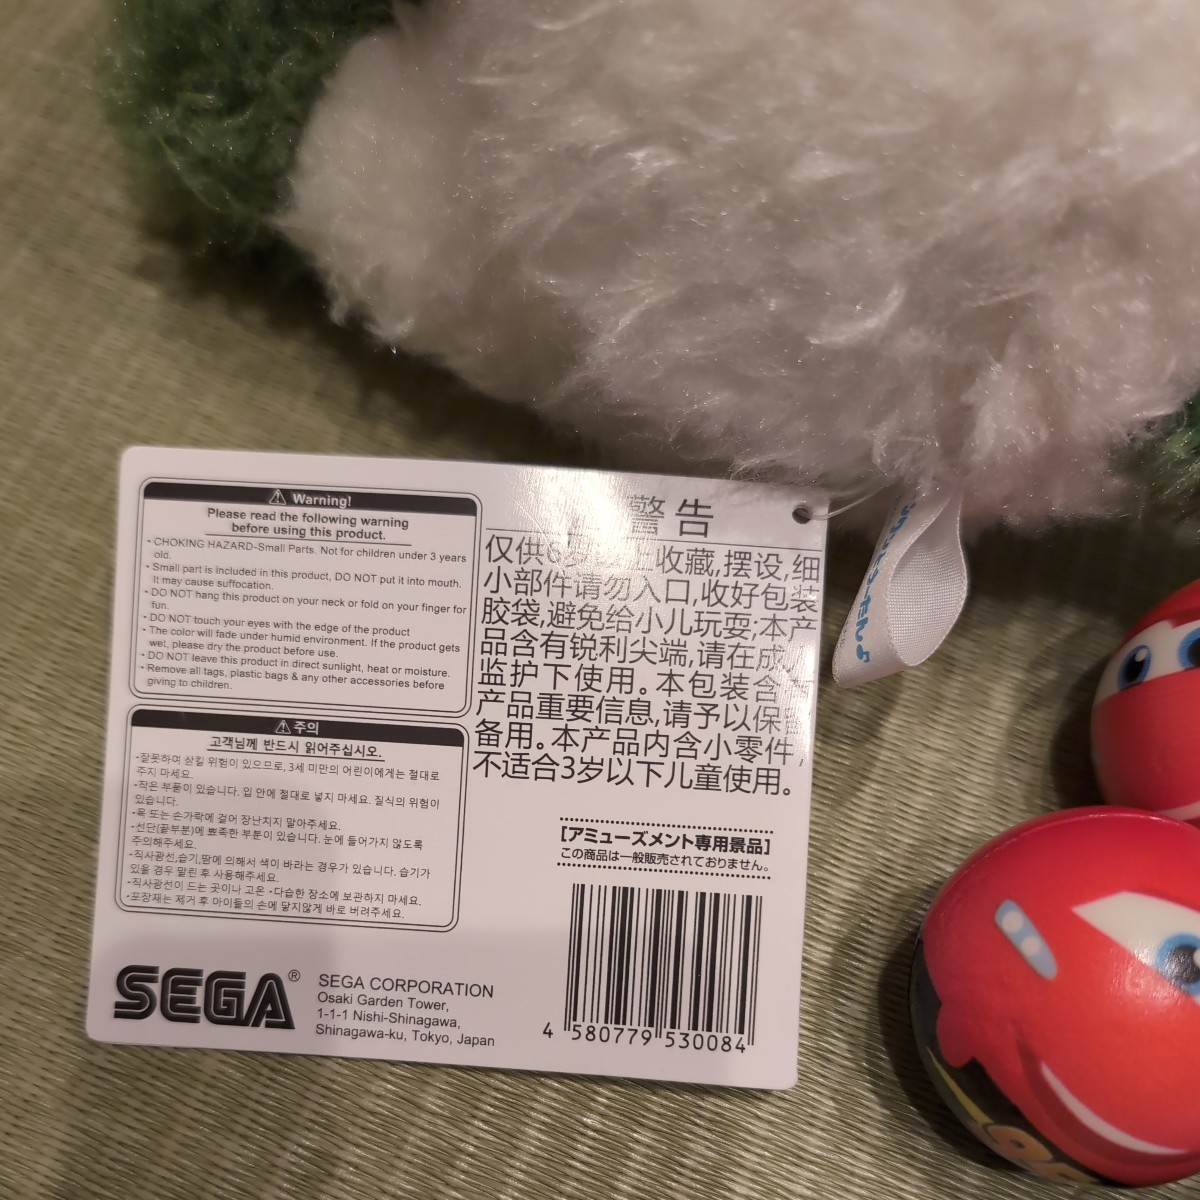 ⚠ Warning!
Please read the following warning
before using this product.
・CHOKING HAZARD-Small Parts. Not for children under 3 years
old.
・Small part is included in this product, DO NOT put it into mouth.
It may cause suffocation.
・DO NOT hang this product on your neck or fold on your finger for
fun.
・DO NOT touch your eyes with the edge of the product
・The color will fade under humid environment. If the product gets
wet, please dry the product before use.
・DO NOT leave this product in direct sunlight, heat or moisture.
・Remove all tags, plastic bags & any other accessories before
giving to children.
⚠주의
고객님께 반드시 읽어주십시오.
・잘못하여 삼킬 위험이 있으므로, 3세 미만의 어린이에게는 절대로
주지 마세요.
・작은 부품이 있습니다. 입 안에 절대로 넣지 마세요. 질식의 위험이
있습니다.
・목 또는 손가락에 걸어 장난치지 말아주세요.
・선단(끝부분)에 뾰족한 부분이 있습니다. 눈에 들어가지 않도록
주의해주세요.
・직사광선,습기,땀에 의해서 색이 바라는 경우가 있습니다. 습기가
있을 경우 말린 후 사용해주세요.
・직사광선이 드는 곳이나 고온・다습한 장소에 보관하지 마세요.
・포장재는 제거 후 아이들의 손에 닿지않게 바로 버려주세요.
警告
仅供6 收藏,摆设,细
小部件请勿入口,收好包装
胶袋,避免给小儿玩耍;本产
品含有锐利尖端,请在成
监护下使用。本包装含
产品重要信息,请予以保留
备用。本产品内含小零件,
不适合3岁以下儿童使用。
[アミューズメント専用景品]
この商品は一般販売されておりません。
4 580779 530084
SEGA®
SEGA CORPORATION
Osaki Garden Tower,
1-1-1 Nishi-Shinagawa,
Shinagawa-ku, Tokyo, Japan